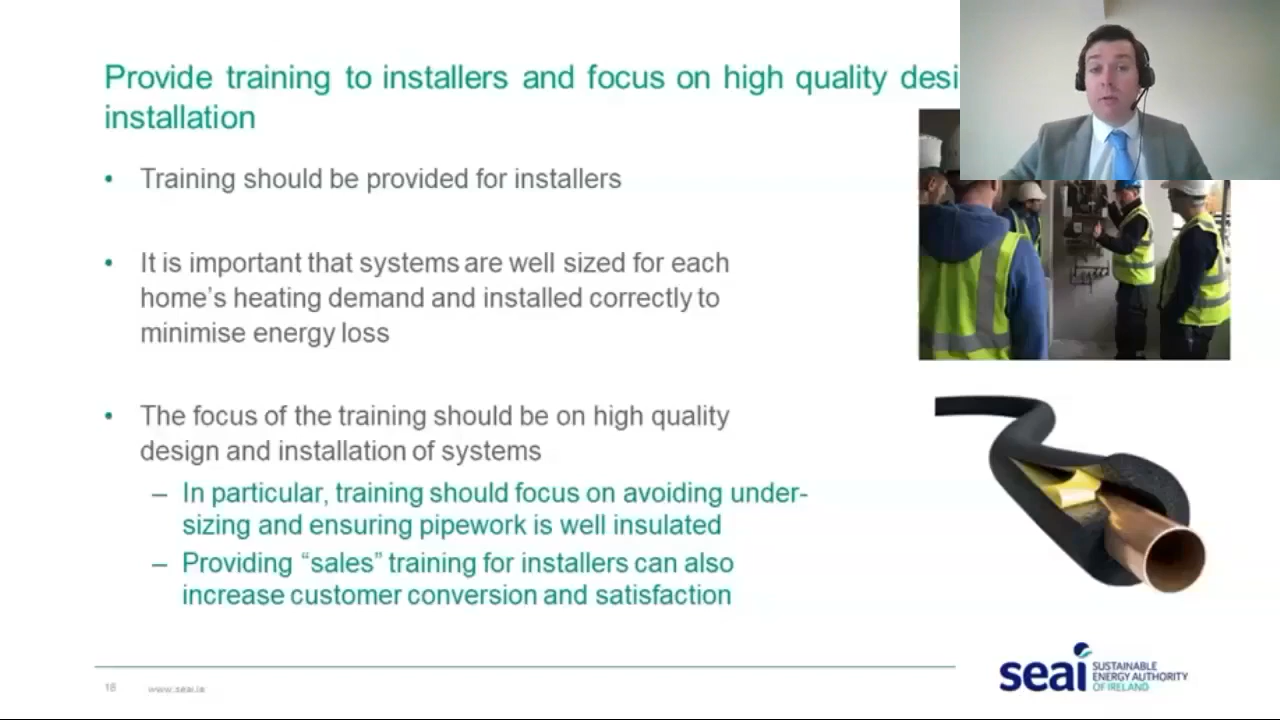 Provide training to installers and focus on high quality desi
installation
• Training should be provided for installers
• It is important that systems are well sized for each
home's heating demand and installed correctly to
minimise energy loss
• The focus of the training should be on high quality
design and installation of systems
– In particular, training should focus on avoiding under-
sizing and ensuring pipework is well insulated
– Providing “sales” training for installers can also
increase customer conversion and satisfaction
18 www.seai.ie
seai SUSTAINABLE
ENERGY AUTHORITY
OF IRELAND